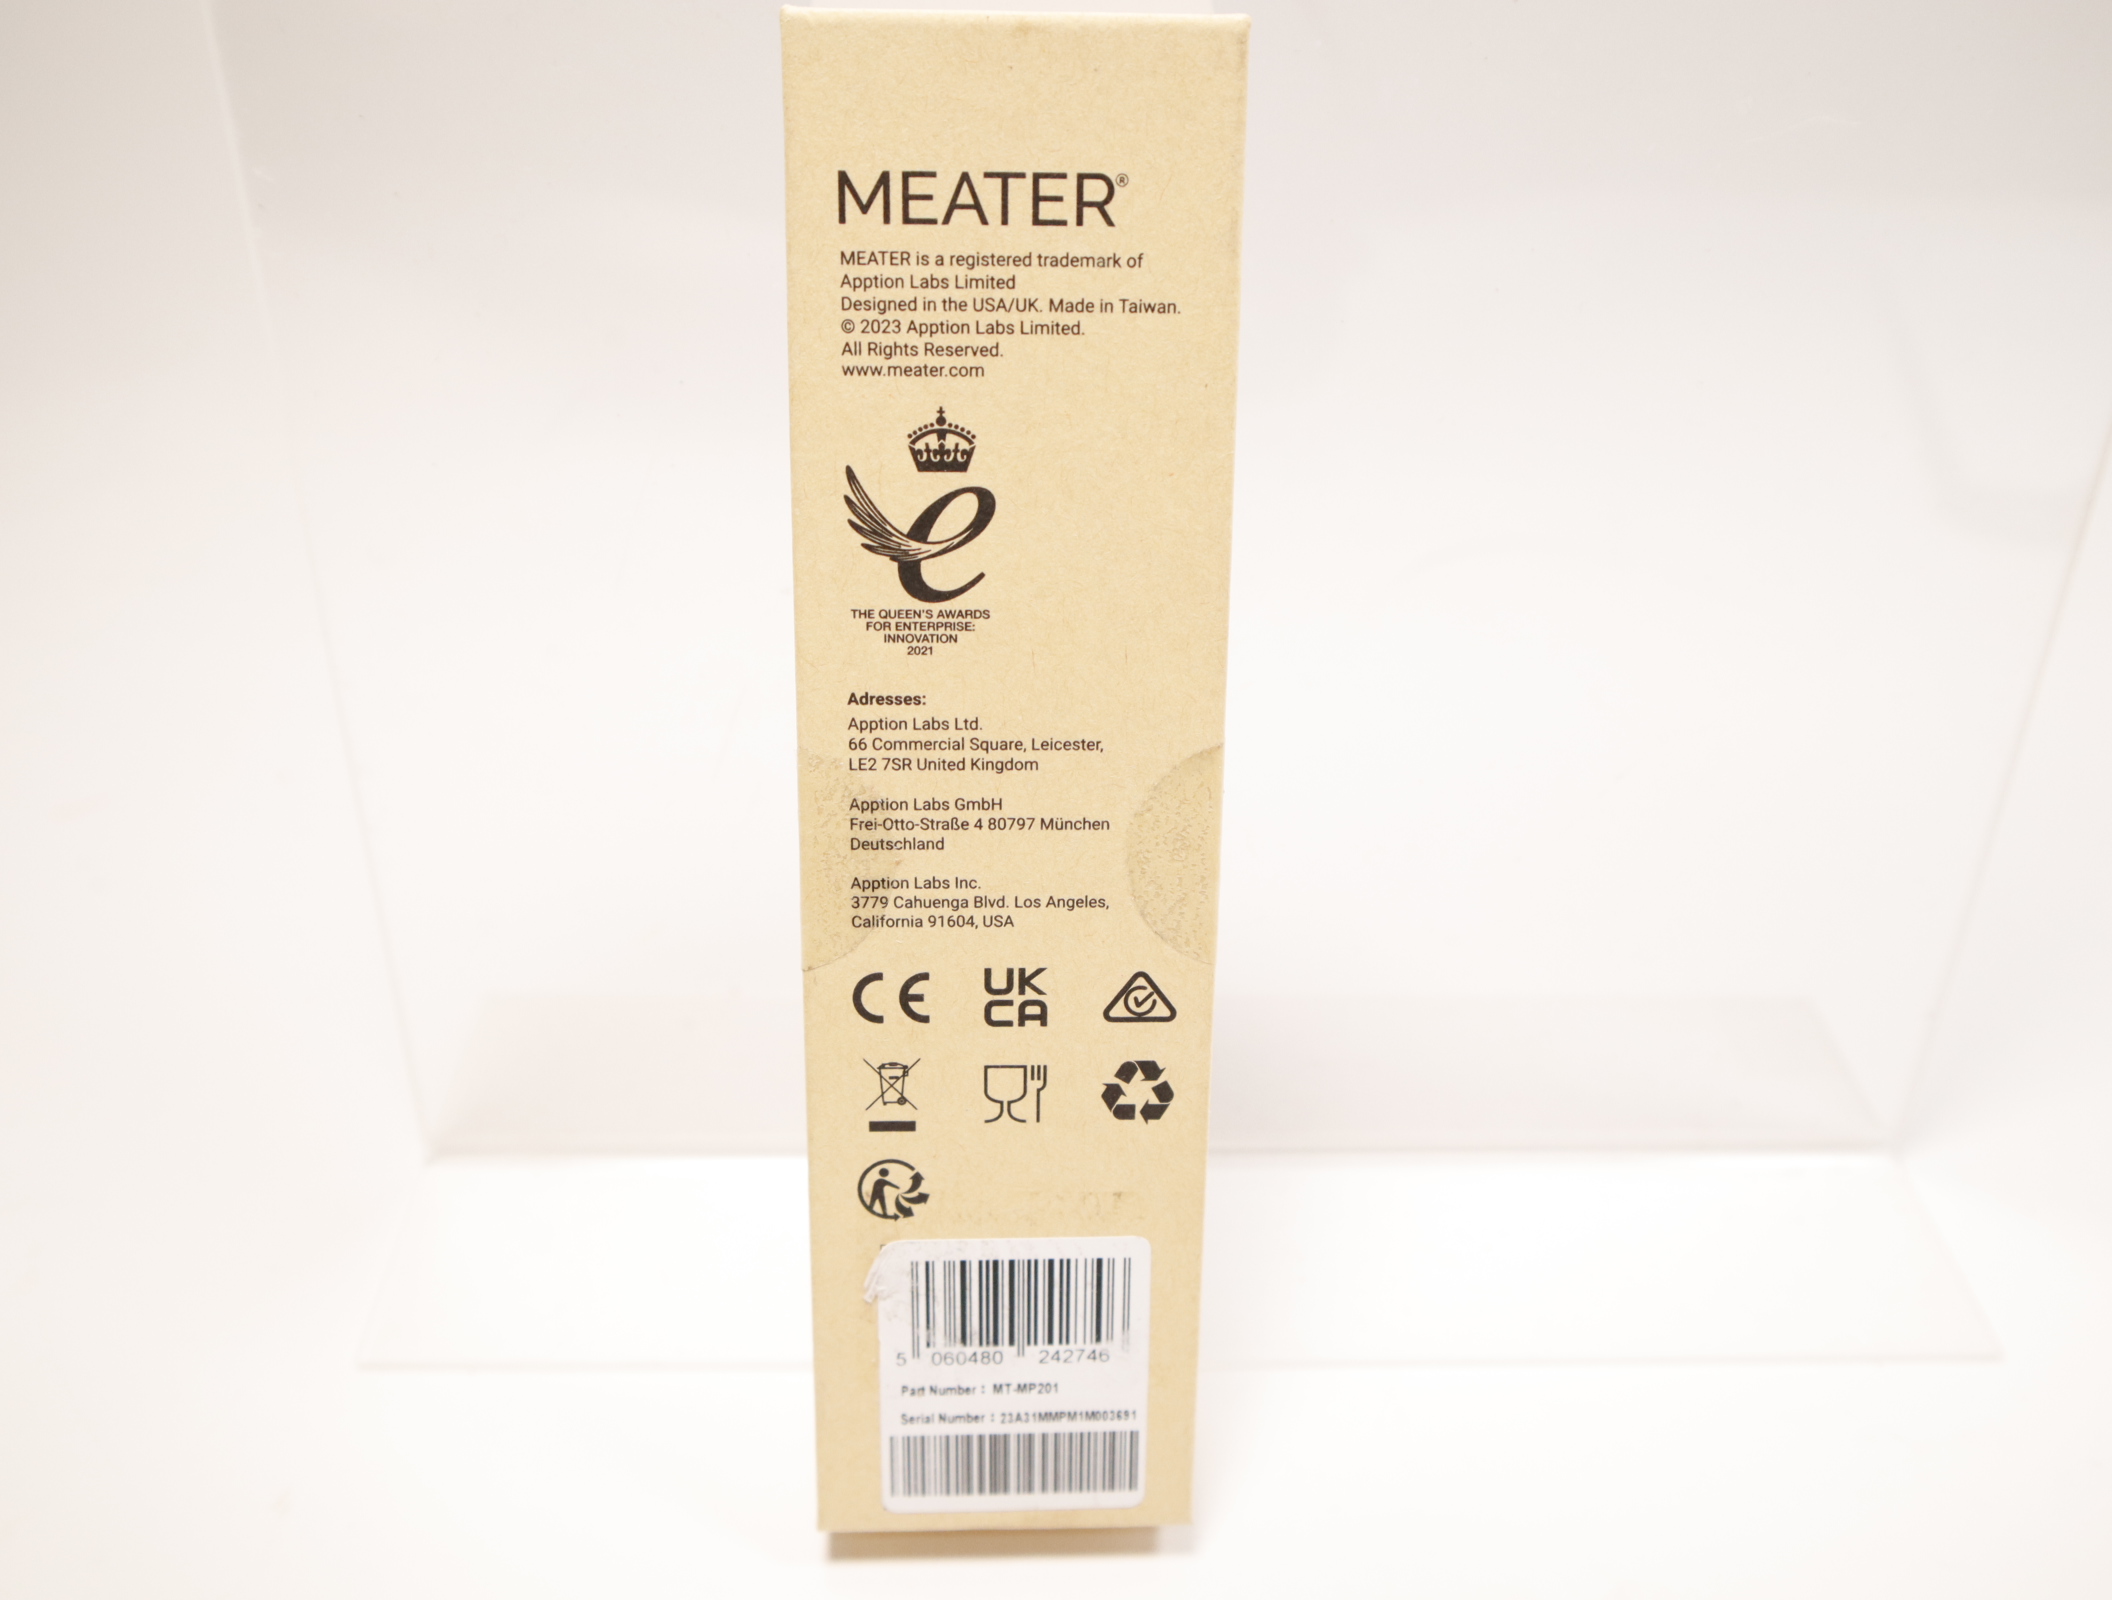 MEATER®
MEATER is a registered trademark of
Apption Labs Limited
Designed in the USA/UK. Made in Taiwan.
© 2023 Apption Labs Limited.
All Rights Reserved.
www.meater.com
THE QUEEN'S AWARDS
FOR ENTERPRISE:
INNOVATION
2021
Adresses:
Apption Labs Ltd.
66 Commercial Square, Leicester,
LE2 7SR United Kingdom
Apption Labs GmbH
Frei-Otto-Straße 4 80797 München
Deutschland
Apption Labs Inc.
3779 Cahuenga Blvd. Los Angeles,
California 91604, USA
CE
UK
CA
5 060480 242746
Part Number : MT-MP201
Serial Number : 23A31MMPM1M003691